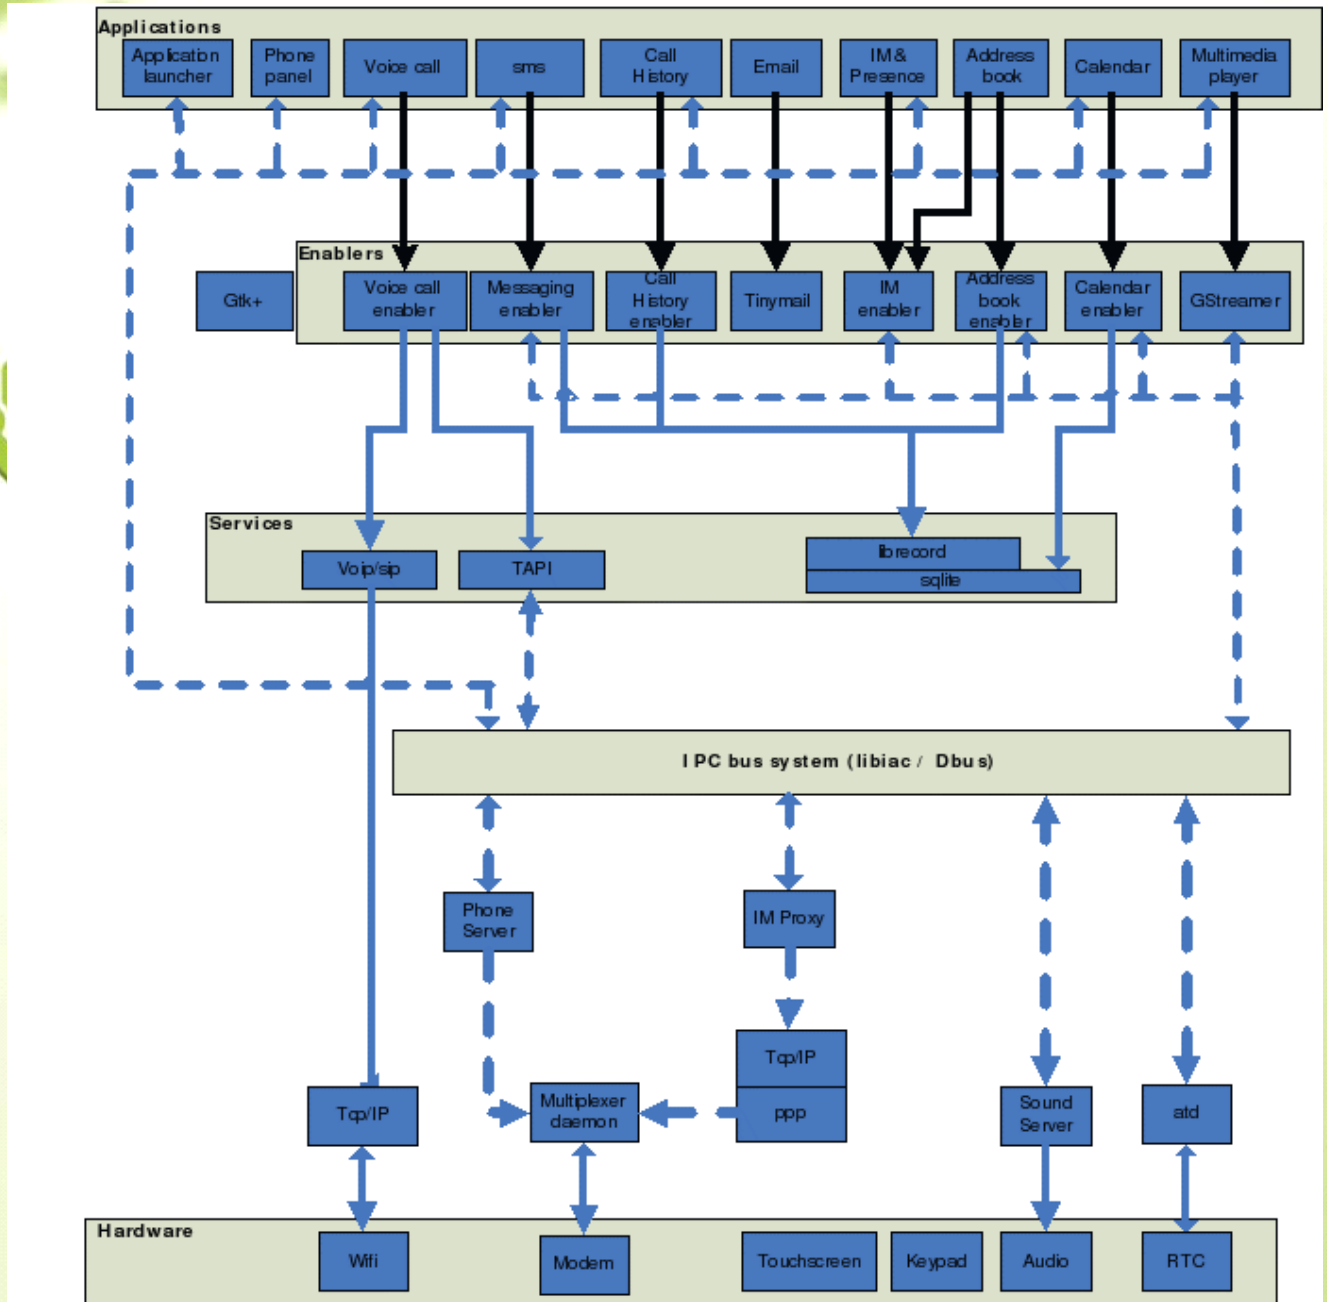 Applications
Application
launcher
Phone
panel
Voice call
sms
Call
History
Email
IM &
Presence
Address
book
Calendar
Multimedia
player
Enablers
Gtk+
Voice call
enabler
Messaging
enabler
Call
History
enabler
Tinymail
IM
enabler
Address
book
enabler
Calendar
enabler
GStreamer
Services
Voip/sip
TAPI
librecord
sqlite
IPC bus system (libiac / Dbus)
Phone
Server
IM Proxy
Tcp/IP
ppp
Tcp/IP
Multiplexer
daemon
Sound
Server
atd
Hardware
Wifi
Modem
Touchscreen
Keypad
Audio
RTC